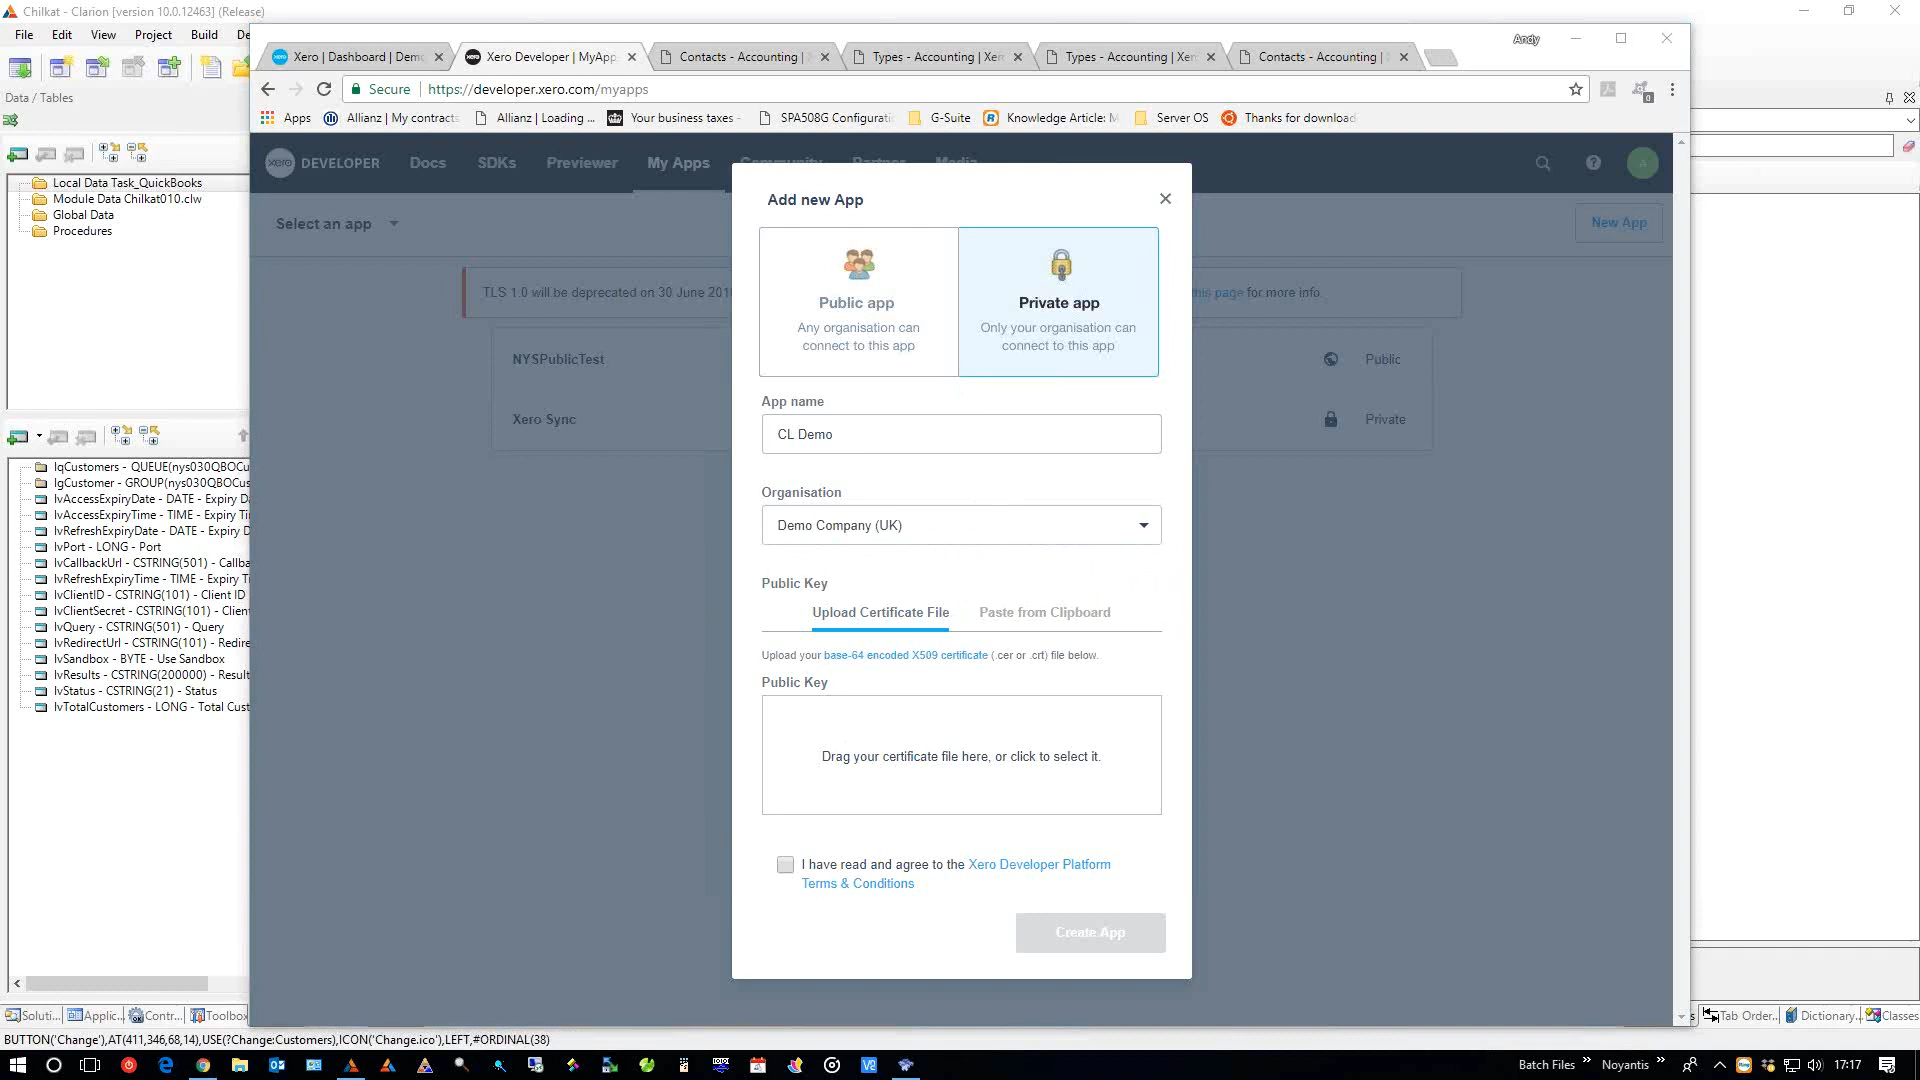 Chilkat - Clarion [version 10.0.12463] (Release)
File Edit View Project Build De
Data / Tables
Local Data Task_QuickBooks
Module Data Chilkat010.clw
Global Data
Procedures
lqCustomers - QUEUE(nys030QBOCu
lgCustomer - GROUP(nys030QBOCus
lvAccessExpiryDate - DATE - Expiry D
lvAccessExpiryTime - TIME - Expiry Ti
lvRefreshExpiryDate - DATE - Expiry D
lvPort - LONG - Port
lvCallbackUrl - CSTRING(501) - Callba
lvRefreshExpiryTime - TIME - Expiry T
lvClientID - CSTRING(101) - Client ID
lvClientSecret - CSTRING(101) - Clien
lvQuery - CSTRING(501) - Query
lvRedirectUrl - CSTRING(101) - Redire
lvSandbox - BYTE - Use Sandbox
lvResults - CSTRING(200000) - Result
lvStatus - CSTRING(21) - Status
lvTotalCustomers - LONG - Total Cust
Soluti... Applic... Contr... Toolbox
Xero | Dashboard | Demo
Xero Developer | MyApp
Contacts - Accounting |
Types - Accounting | Xer
Types - Accounting | Xer
Contacts - Accounting |
Andy
Secure https://developer.xero.com/myapps
0
Apps Allianz | My contracts Allianz | Loading ... Your business taxes - SPA508G Configurati G-Suite Knowledge Article: M Server OS Thanks for download
xero DEVELOPER Docs SDKs Previewer My Apps Community Partner Media
A
Select an app
New App
TLS 1.0 will be deprecated on 30 June 201
this page for more info.
NYSPublicTest Public
Xero Sync Private
Add new App
Public app
Any organisation can
connect to this app
Private app
Only your organisation can
connect to this app
App name
CL Demo
Organisation
Demo Company (UK)
Public Key
Upload Certificate File Paste from Clipboard
Upload your base-64 encoded X509 certificate (.cer or .crt) file below.
Public Key
Drag your certificate file here, or click to select it.
I have read and agree to the Xero Developer Platform
Terms & Conditions
Create App
s Tab Order... Dictionary... Classes
BUTTON('Change'),AT(411,346,68,14),USE(?Change:Customers),ICON('Change.ico'),LEFT,#ORDINAL(38)
Batch Files Noyantis 17:17